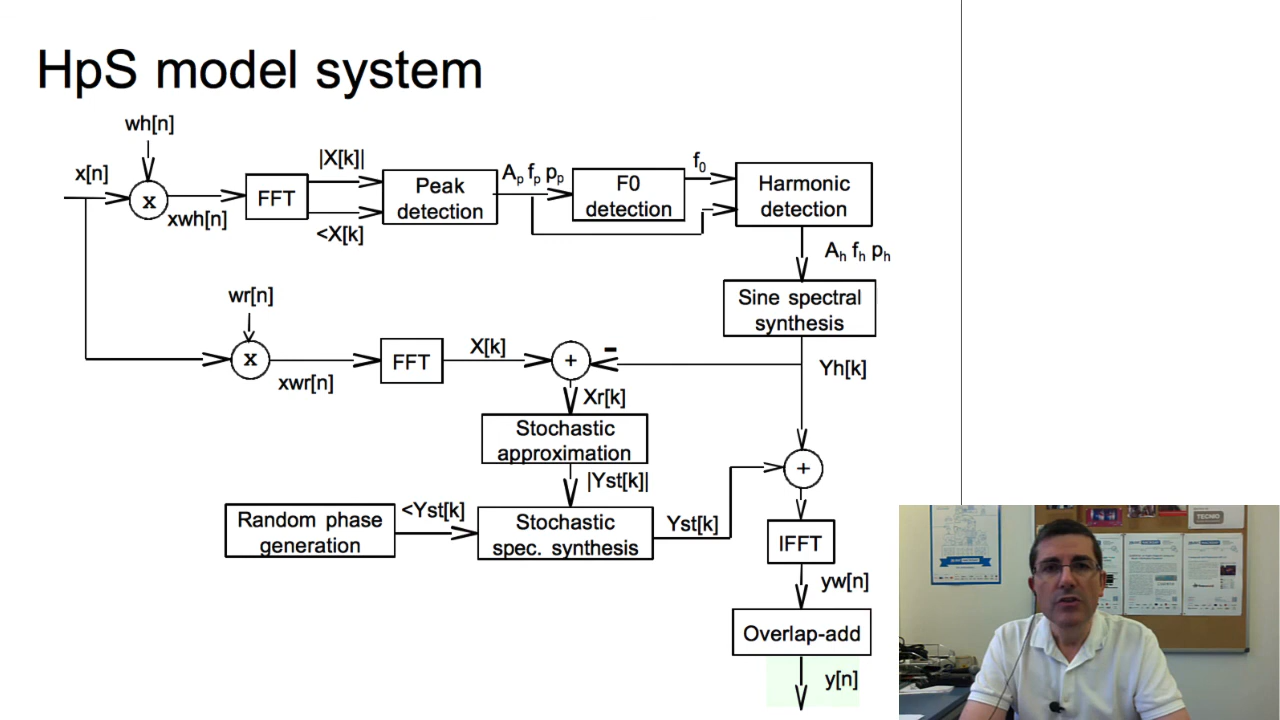 HpS model system
wh[n]
x[n]
x
xwh[n]
FFT
|X[k]|
<X[k]
Peak
detection
Ap fp pp
F0
detection
f0
Harmonic
detection
Ah fh ph
Sine spectral
synthesis
wr[n]
x
xwr[n]
FFT
X[k]
+
-
Yh[k]
Xr[k]
Stochastic
approximation
|Yst[k]|
Random phase
generation
<Yst[k]
Stochastic
spec. synthesis
Yst[k]
+
IFFT
yw[n]
Overlap-add
y[n]